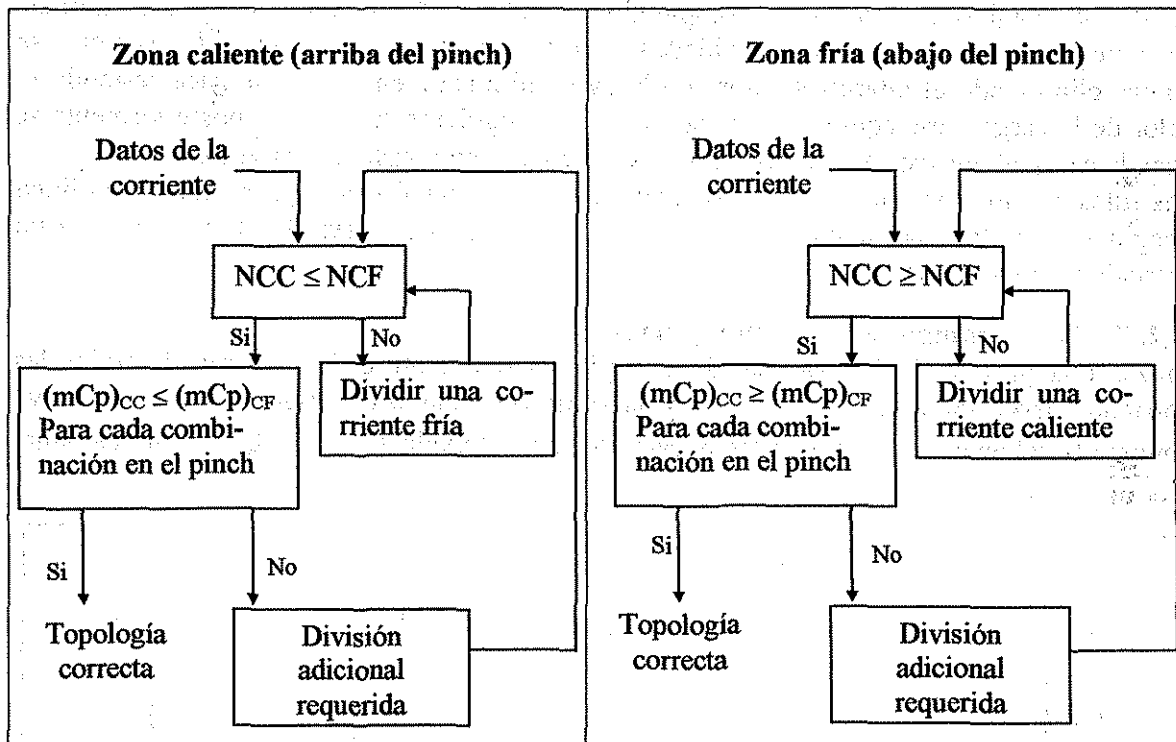 Zona caliente (arriba del pinch)
Datos de la
corriente
NCC ≤ NCF
Si
No
(mCp)CC ≤ (mCp)CF
Para cada combi-
nación en el pinch
Dividir una co-
rriente fría
Si
No
Topología
correcta
División
adicional
requerida
Zona fría (abajo del pinch)
Datos de la
corriente
NCC ≥ NCF
Si
No
(mCp)CC ≥ (mCp)CF
Para cada combi-
nación en el pinch
Dividir una co-
rriente caliente
Si
No
Topología
correcta
División
adicional
requerida